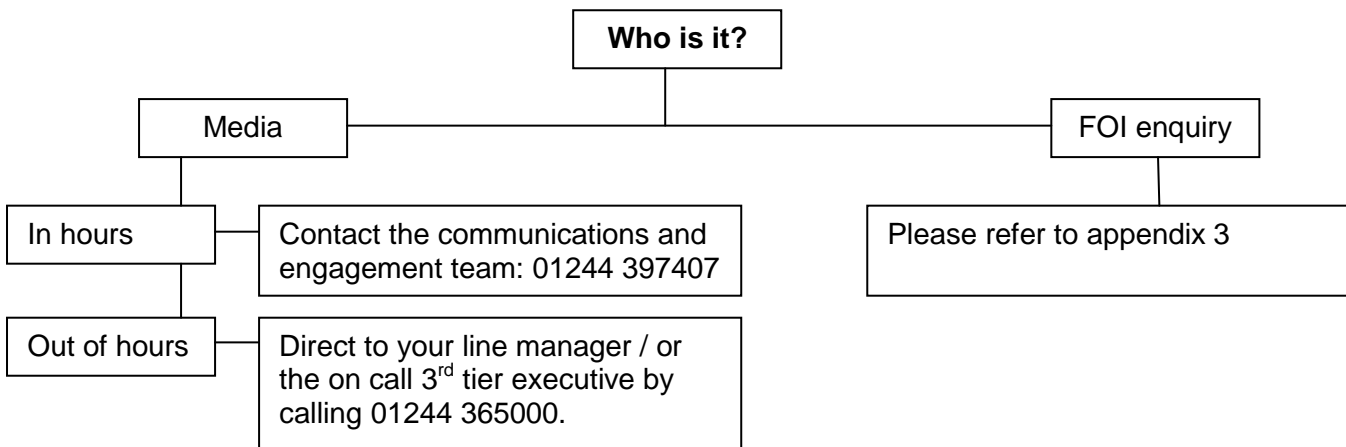 Who is it?
Media
FOI enquiry
In hours
Contact the communications and
engagement team: 01244 397407
Please refer to appendix 3
Out of hours
Direct to your line manager / or
the on call 3rd tier executive by
calling 01244 365000.